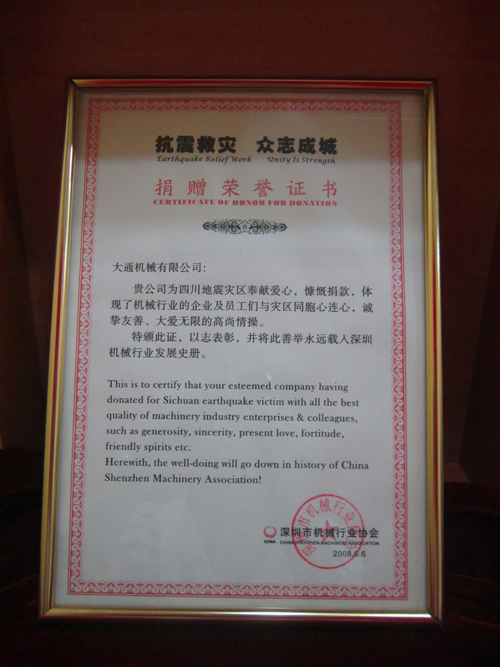 抗震救灾 众志成城
Earthquake Relief Work Unity Is Strength
捐赠荣誉证书
CERTIFICATE OF HONOR FOR DONATION
大通机械有限公司:
贵公司为四川地震灾区奉献爱心，慷慨捐款，体
现了机械行业的企业及员工们与灾区同胞心连心，诚
挚友善、大爱无限的高尚情操。
特颁此证，以志表彰，并将此善举永远载入深圳
机械行业发展史册。
This is to certify that your esteemed company having
donated for Sichuan earthquake victim with all the best
quality of machinery industry enterprises & colleagues,
such as generosity, sincerity, present love, fortitude,
friendly spirits etc.
Herewith, the well-doing will go down in history of China
Shenzhen Machinery Association!
深圳市机械行业协会
CHINA SHENZHEN MACHINERY ASSOCIATION
2008.6.6